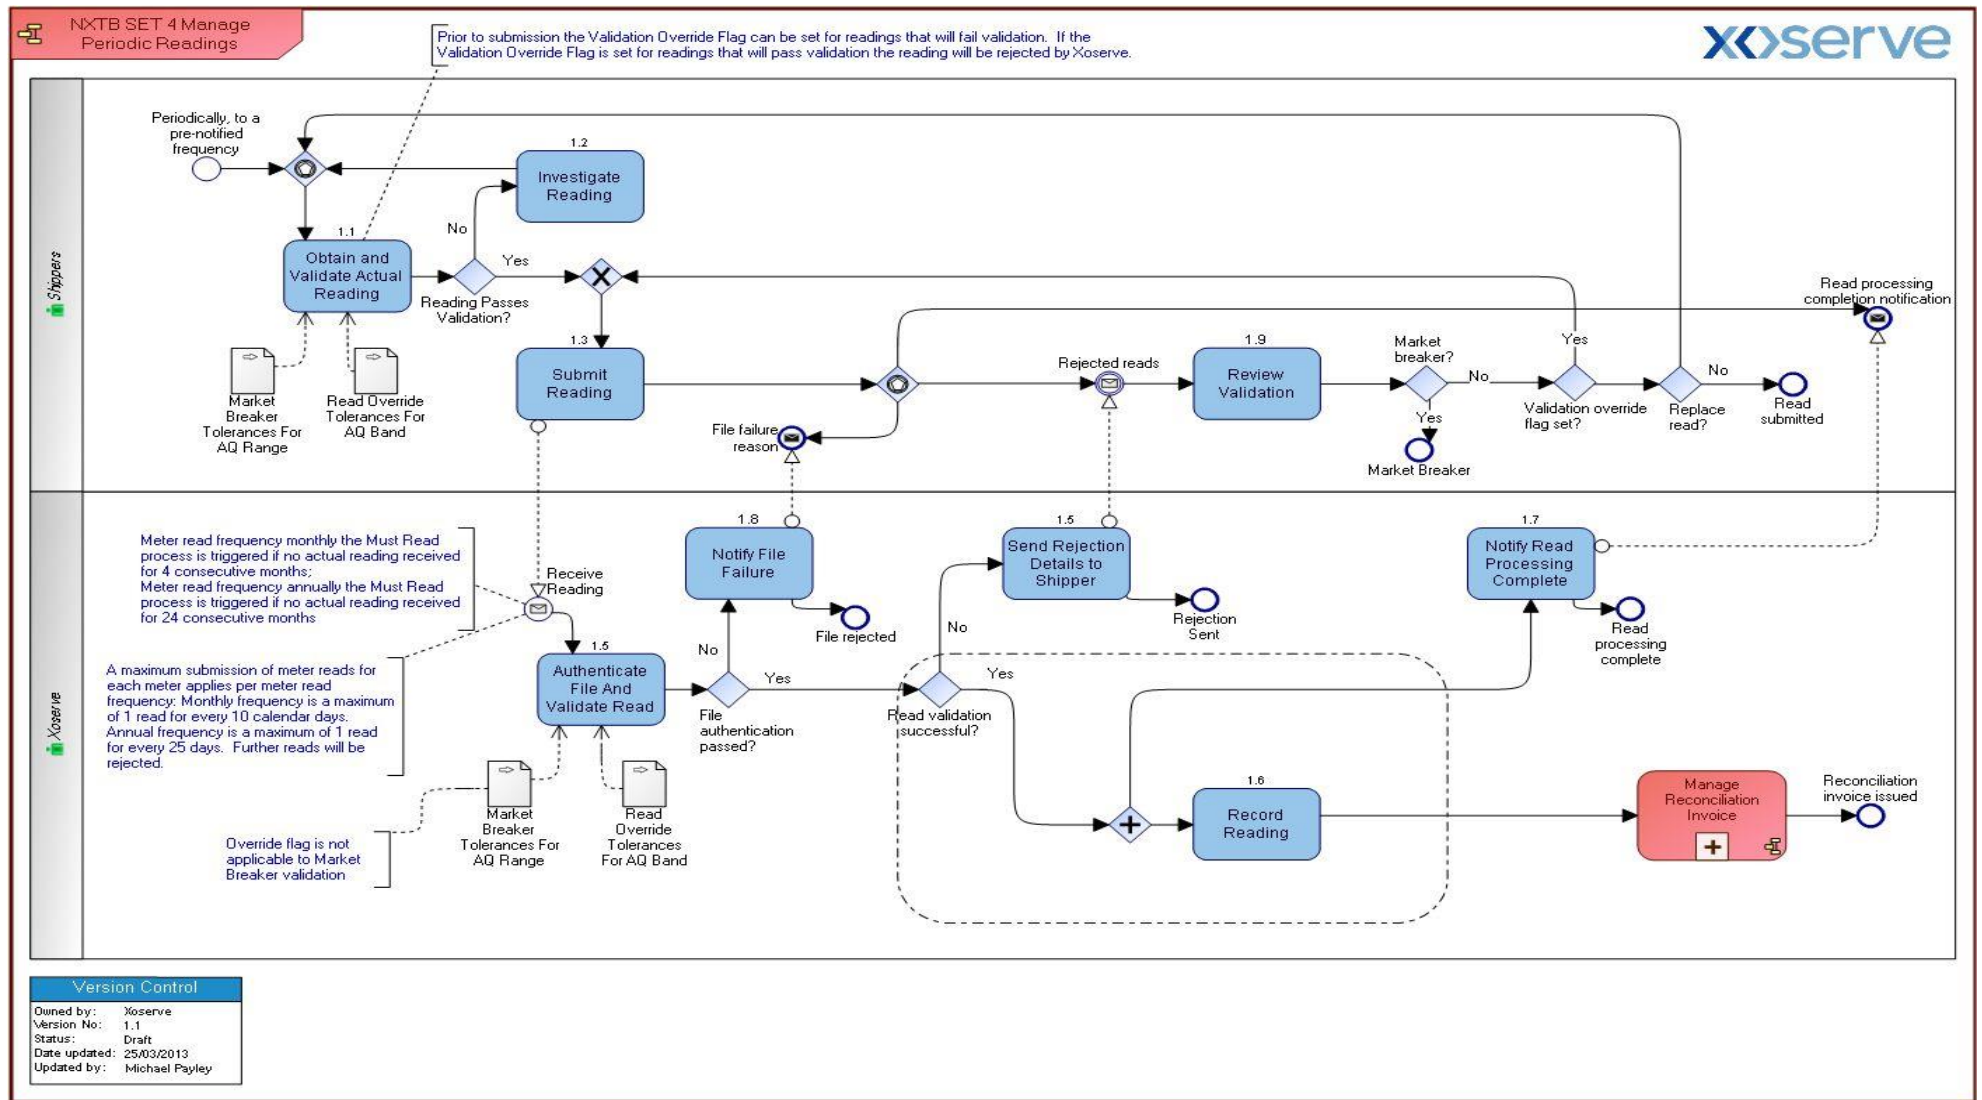 NXTB SET 4 Manage
Periodic Readings
Prior to submission the Validation Override Flag can be set for readings that will fail validation. If the
Validation Override Flag is set for readings that will pass validation the reading will be rejected by Xoserve.
xoserve
Shippers
Periodically, to a
pre-notified
frequency
1.2
Investigate
Reading
No
1.1
Obtain and
Validate Actual
Reading
Yes
Reading Passes
Validation?
Market
Breaker
Tolerances For
AQ Range
Read Override
Tolerances For
AQ Band
1.3
Submit
Reading
File failure
reason
Rejected reads
1.9
Review
Validation
Market
breaker?
No
Yes
Market Breaker
Yes
Validation override
flag set?
Replace
read?
No
Read
submitted
Read processing
completion notification
Xoserve
Meter read frequency monthly the Must Read
process is triggered if no actual reading received
for 4 consecutive months;
Meter read frequency annually the Must Read
process is triggered if no actual reading received
for 24 consecutive months
Receive
Reading
A maximum submission of meter reads for
each meter applies per meter read
frequency: Monthly frequency is a maximum
of 1 read for every 10 calendar days.
Annual frequency is a maximum of 1 read
for every 25 days. Further reads will be
rejected.
1.5
Authenticate
File And
Validate Read
Override flag is not
applicable to Market
Breaker validation
Market
Breaker
Tolerances For
AQ Range
Read
Override
Tolerances
For AQ Band
1.8
Notify File
Failure
File rejected
No
Yes
File
authentication
passed?
1.5
Send Rejection
Details to
Shipper
Rejection
Sent
No
Yes
Read validation
successful?
1.7
Notify Read
Processing
Complete
Read
processing
complete
1.6
Record
Reading
Manage
Reconciliation
Invoice
Reconciliation
invoice issued
Version Control
Owned by: Xoserve
Version No: 1.1
Status: Draft
Date updated: 25/03/2013
Updated by: Michael Payley